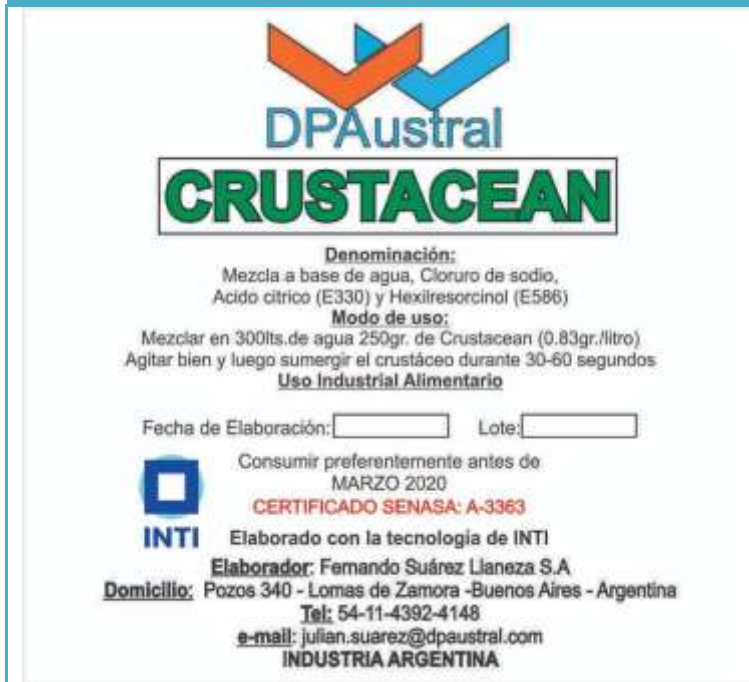 DPAustral
CRUSTACEAN
Denominación:
Mezcla a base de agua, Cloruro de sodio,
Acido cítrico (E330) y Hexilresorcinol (E586)
Modo de uso:
Mezclar en 300lts.de agua 250gr. de Crustacean (0.83gr./litro)
Agitar bien y luego sumergir el crustáceo durante 30-60 segundos
Uso Industrial Alimentario
Fecha de Elaboración: Lote:
Consumir preferentemente antes de
MARZO 2020
CERTIFICADO SENASA: A-3363
INTI Elaborado con la tecnologia de INTI
Elaborador: Fernando Suárez Llaneza S.A
Domicilio: Pozos 340 - Lomas de Zamora -Buenos Aires - Argentina
Tel: 54-11-4392-4148
e-mail: julian.suarez@dpaustral.com
INDUSTRIA ARGENTINA